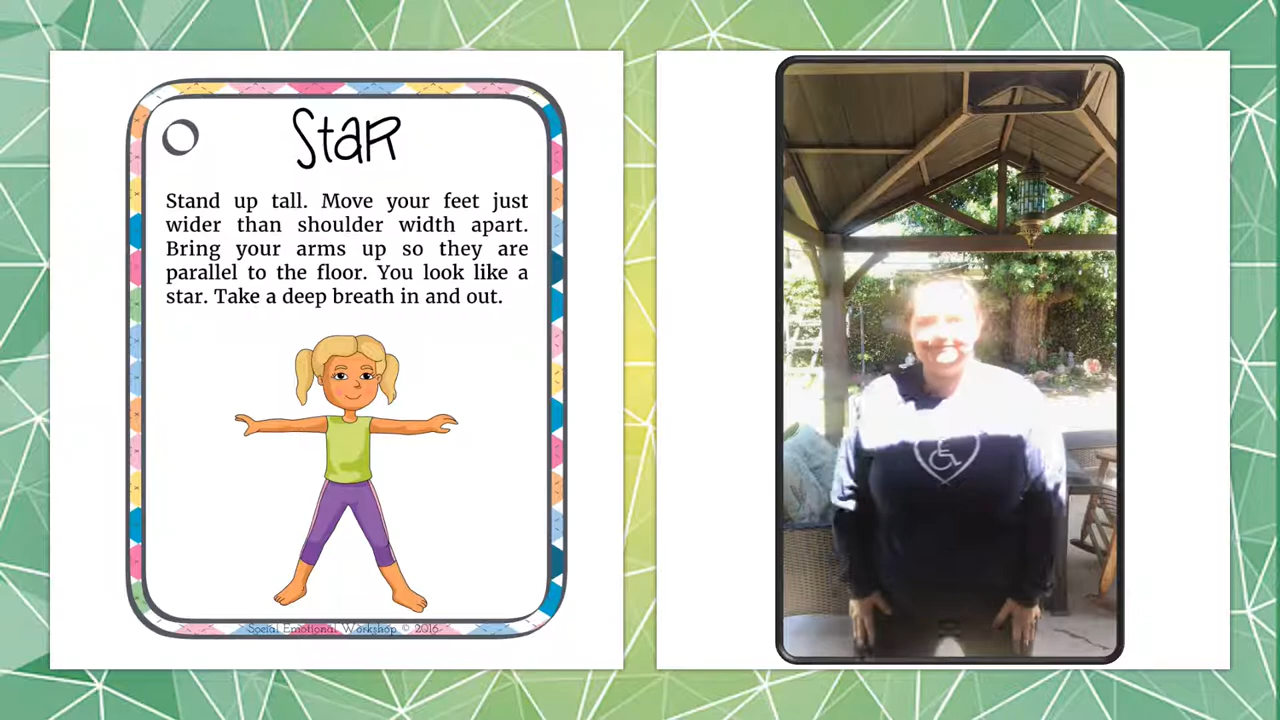 Star
Stand up tall. Move your feet just
wider than shoulder width apart.
Bring your arms up so they are
parallel to the floor. You look like a
star. Take a deep breath in and out.
Social Emotional Workshop © 2016